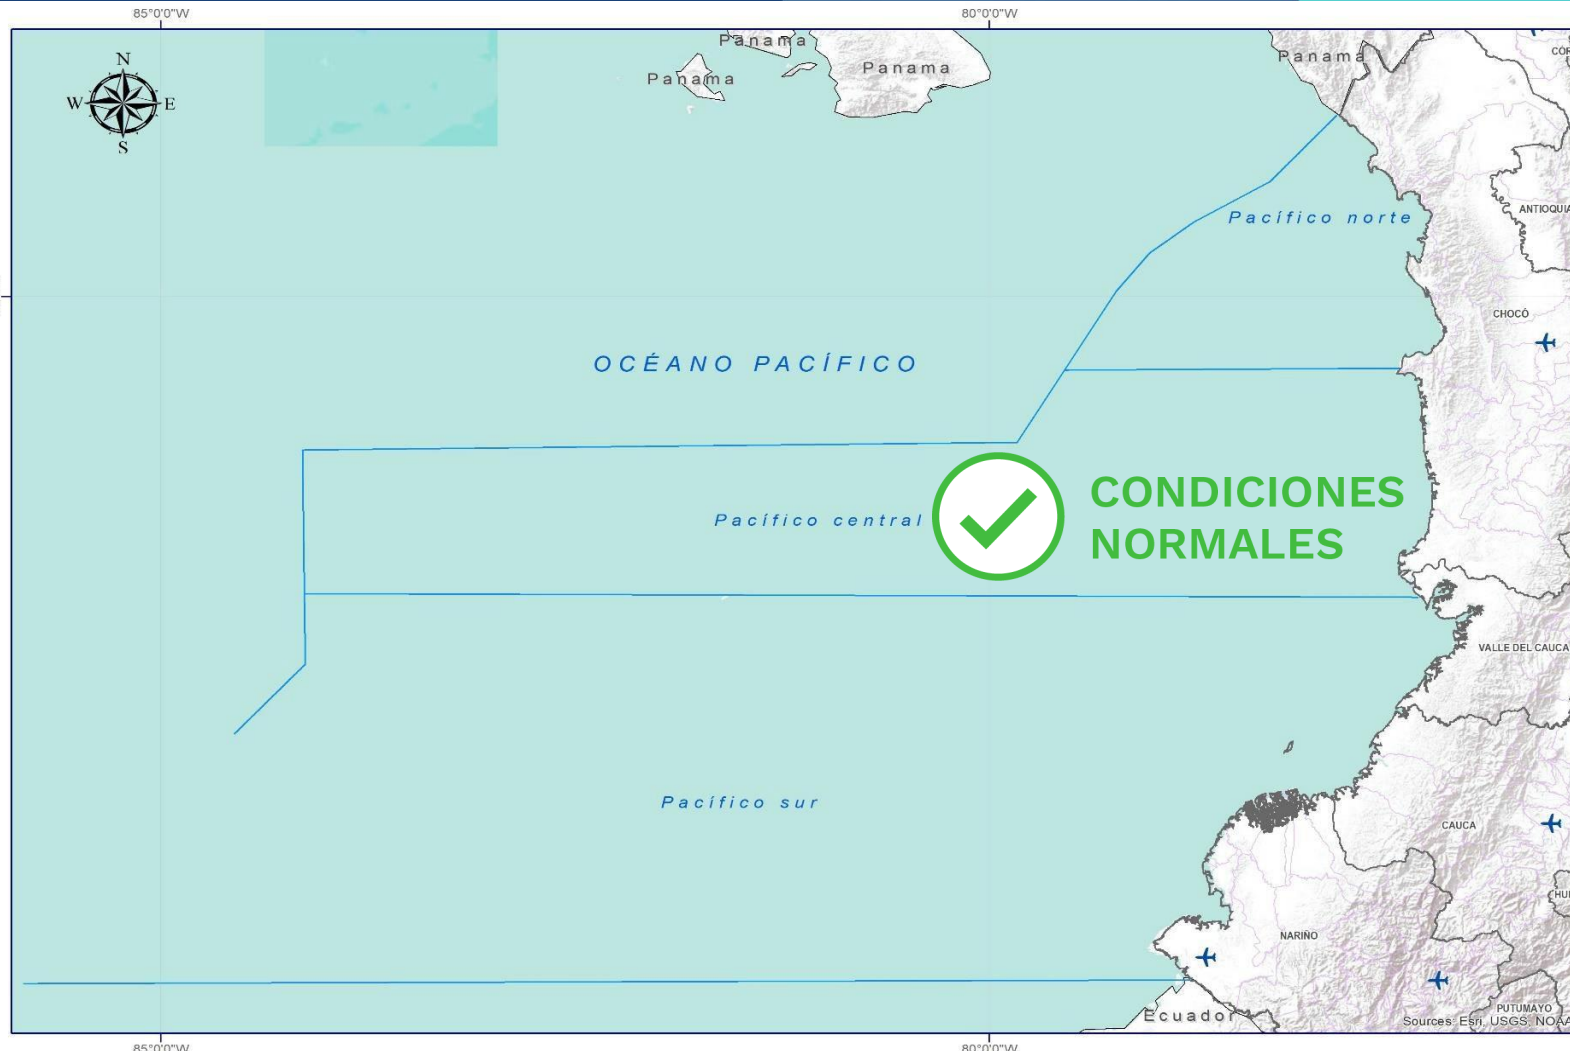 85°0'0"W
80°0'0"W
N
W
E
S
Panama
Panama
Panama
Panama
COR
ANTIOQUIA
Pacífico norte
CHOCÓ
OCÉANO PACÍFICO
Pacífico central
CONDICIONES
NORMALES
VALLE DEL CAUCA
Pacífico sur
CAUCA
HUI
NARIÑO
PUTUMAYO
Ecuador
Sources: Esri, USGS, NOAA
85°0'0"W
80°0'0"W